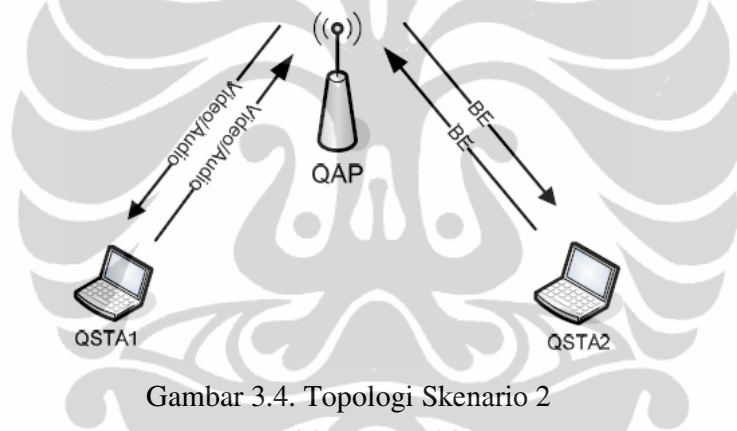 Video/Audio
Video/Audio
BE
BE
QAP
QSTA1
QSTA2
Gambar 3.4. Topologi Skenario 2